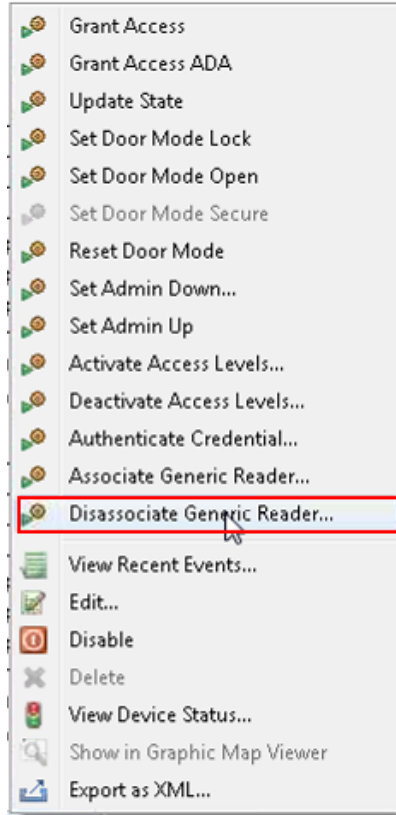 Grant Access
Grant Access ADA
Update State
Set Door Mode Lock
Set Door Mode Open
Set Door Mode Secure
Reset Door Mode
Set Admin Down...
Set Admin Up
Activate Access Levels...
Deactivate Access Levels...
Authenticate Credential...
Associate Generic Reader...
Disassociate Generic Reader...
View Recent Events...
Edit...
Disable
Delete
View Device Status...
Show in Graphic Map Viewer
Export as XML...